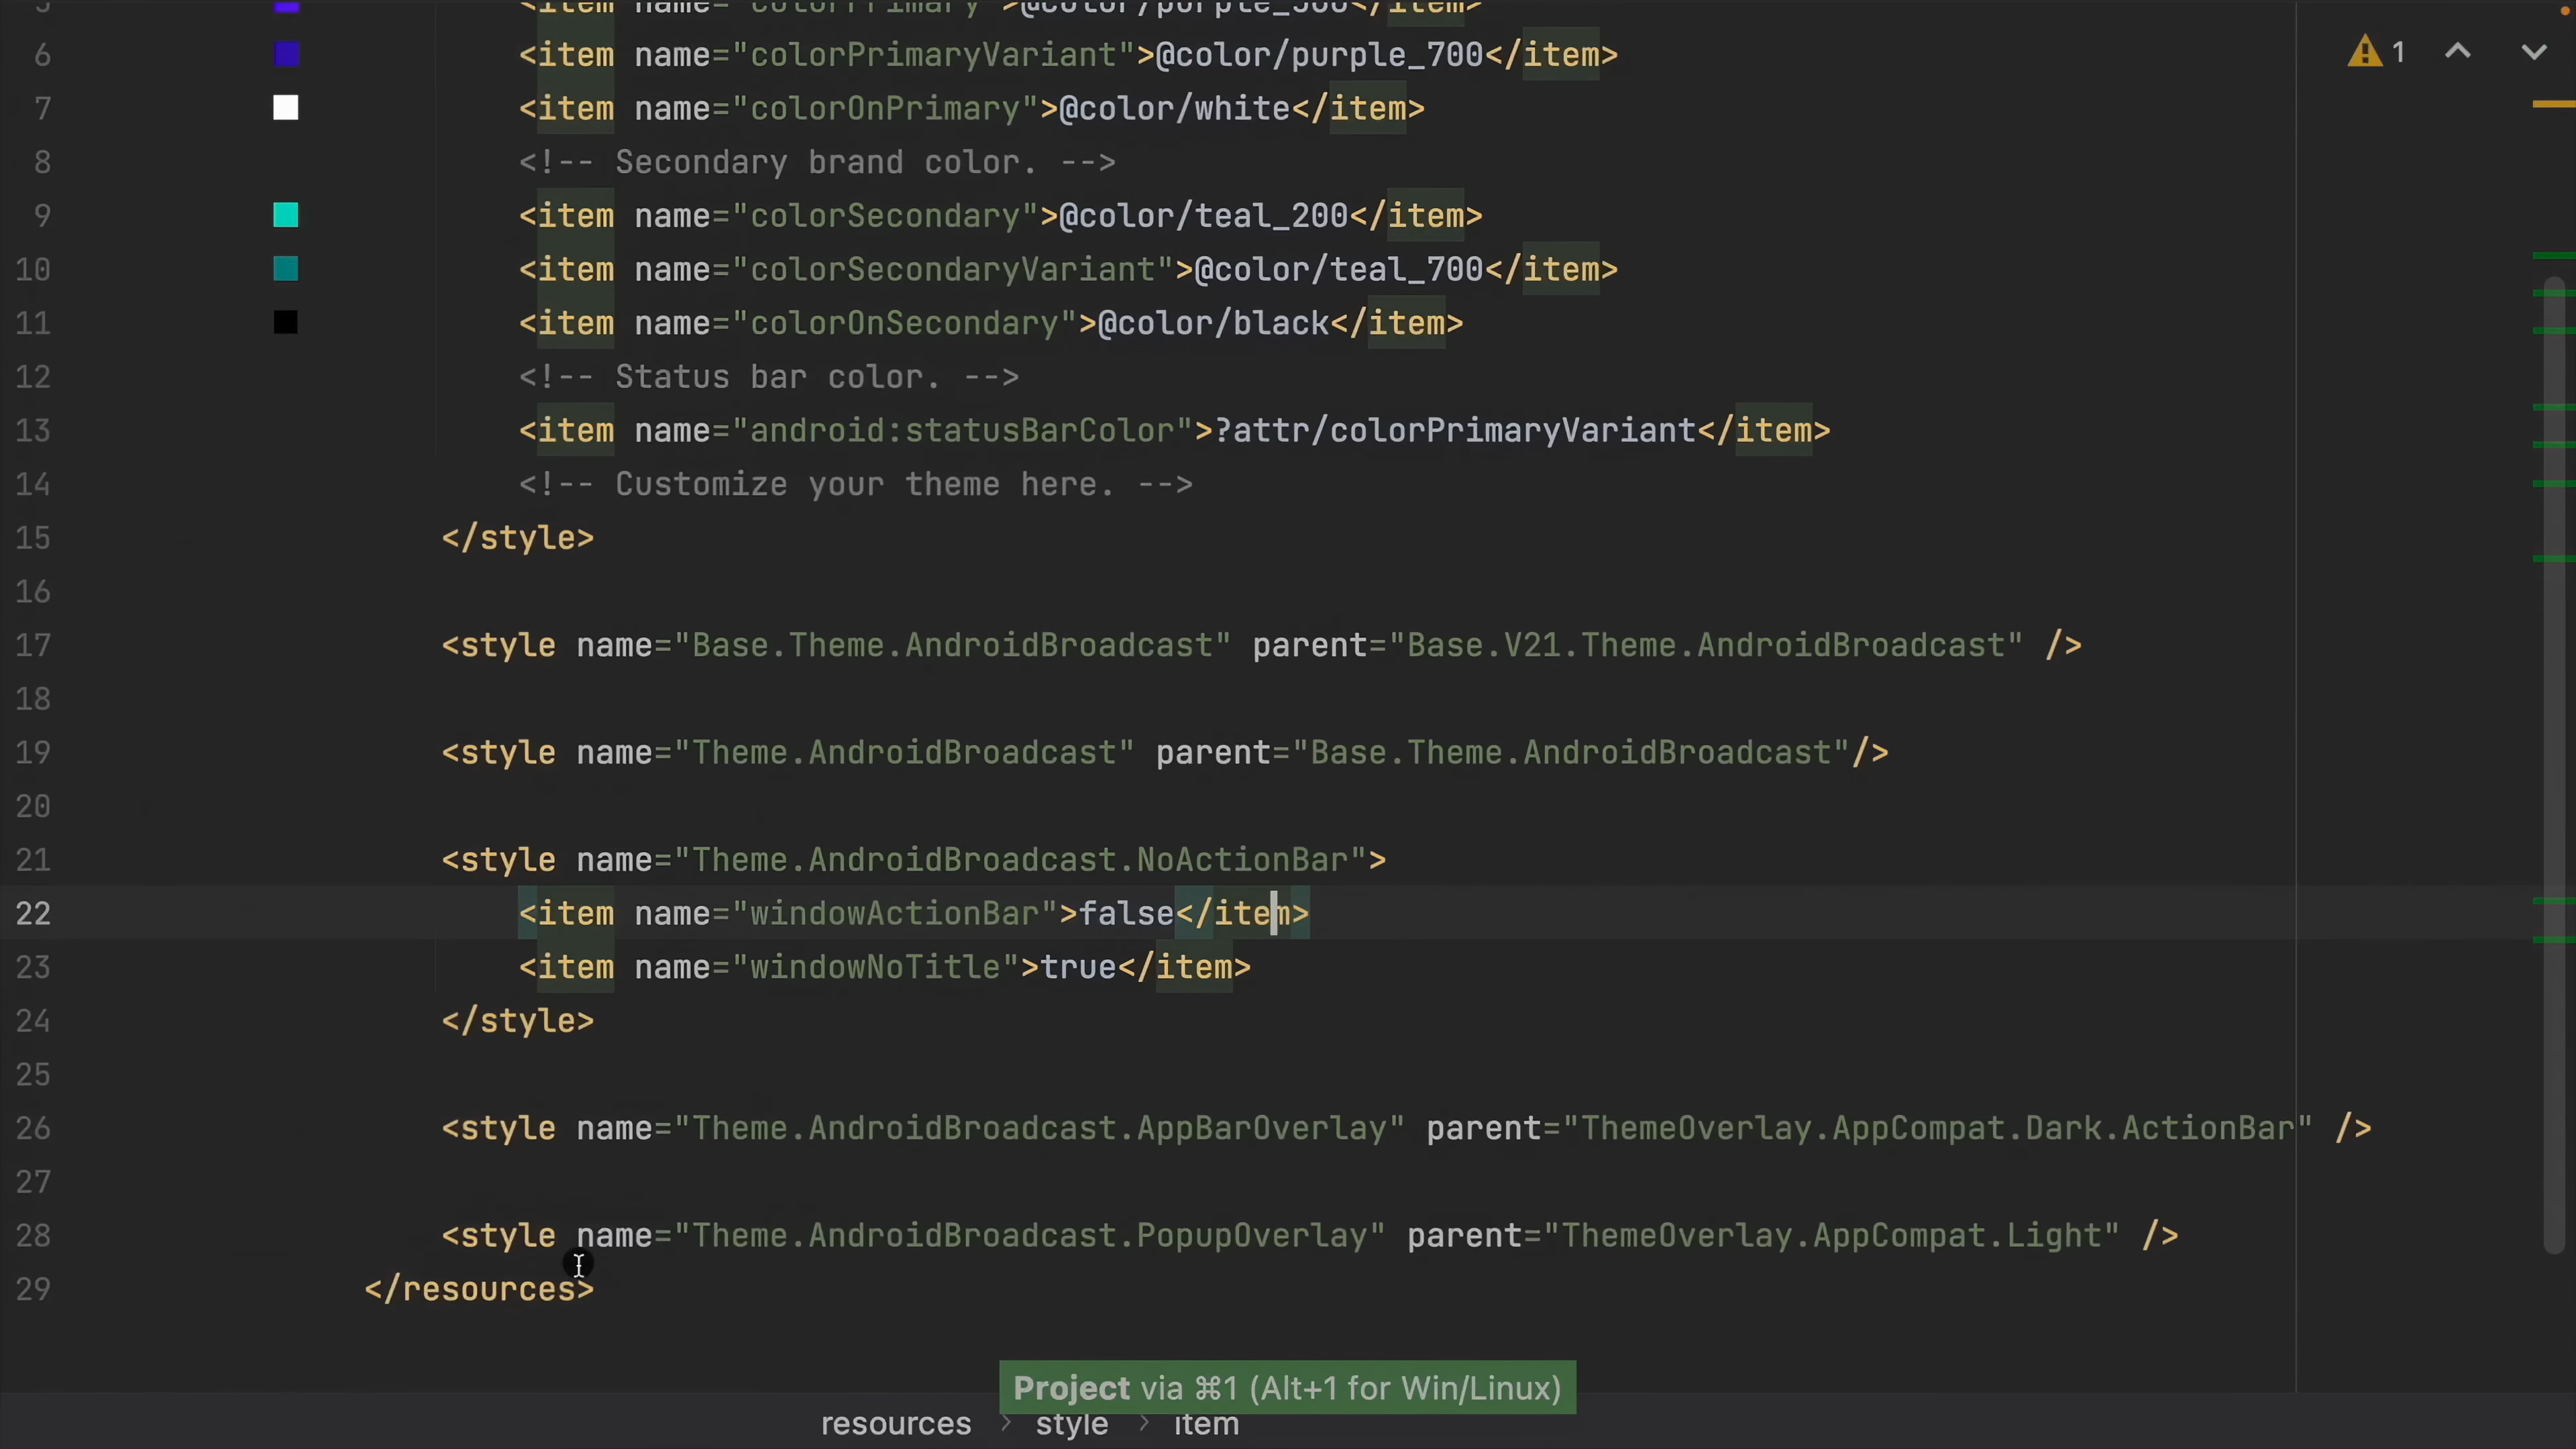 5 <item name="colorPrimary">@color/purple_500</item>
6 <item name="colorPrimaryVariant">@color/purple_700</item>
7 <item name="colorOnPrimary">@color/white</item>
8 <!-- Secondary brand color. -->
9 <item name="colorSecondary">@color/teal_200</item>
10 <item name="colorSecondaryVariant">@color/teal_700</item>
11 <item name="colorOnSecondary">@color/black</item>
12 <!-- Status bar color. -->
13 <item name="android:statusBarColor">?attr/colorPrimaryVariant</item>
14 <!-- Customize your theme here. -->
15 </style>
16
17 <style name="Base.Theme.AndroidBroadcast" parent="Base.V21.Theme.AndroidBroadcast" />
18
19 <style name="Theme.AndroidBroadcast" parent="Base.Theme.AndroidBroadcast"/>
20
21 <style name="Theme.AndroidBroadcast.NoActionBar">
22 <item name="windowActionBar">false</item>
23 <item name="windowNoTitle">true</item>
24 </style>
25
26 <style name="Theme.AndroidBroadcast.AppBarOverlay" parent="ThemeOverlay.AppCompat.Dark.ActionBar" />
27
28 <style name="Theme.AndroidBroadcast.PopupOverlay" parent="ThemeOverlay.AppCompat.Light" />
29 </resources>
1
Project via ⌘1 (Alt+1 for Win/Linux)
resources > style > item